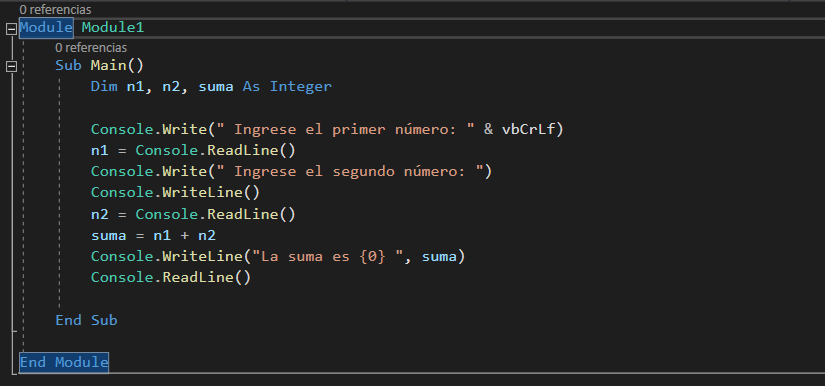 0 referencias
Module Module1
0 referencias
Sub Main()
Dim n1, n2, suma As Integer
Console.Write(" Ingrese el primer número: " & vbCrLf)
n1 = Console.ReadLine()
Console.Write(" Ingrese el segundo número: ")
Console.WriteLine()
n2 = Console.ReadLine()
suma = n1 + n2
Console.WriteLine("La suma es {0} ", suma)
Console.ReadLine()
End Sub
End Module